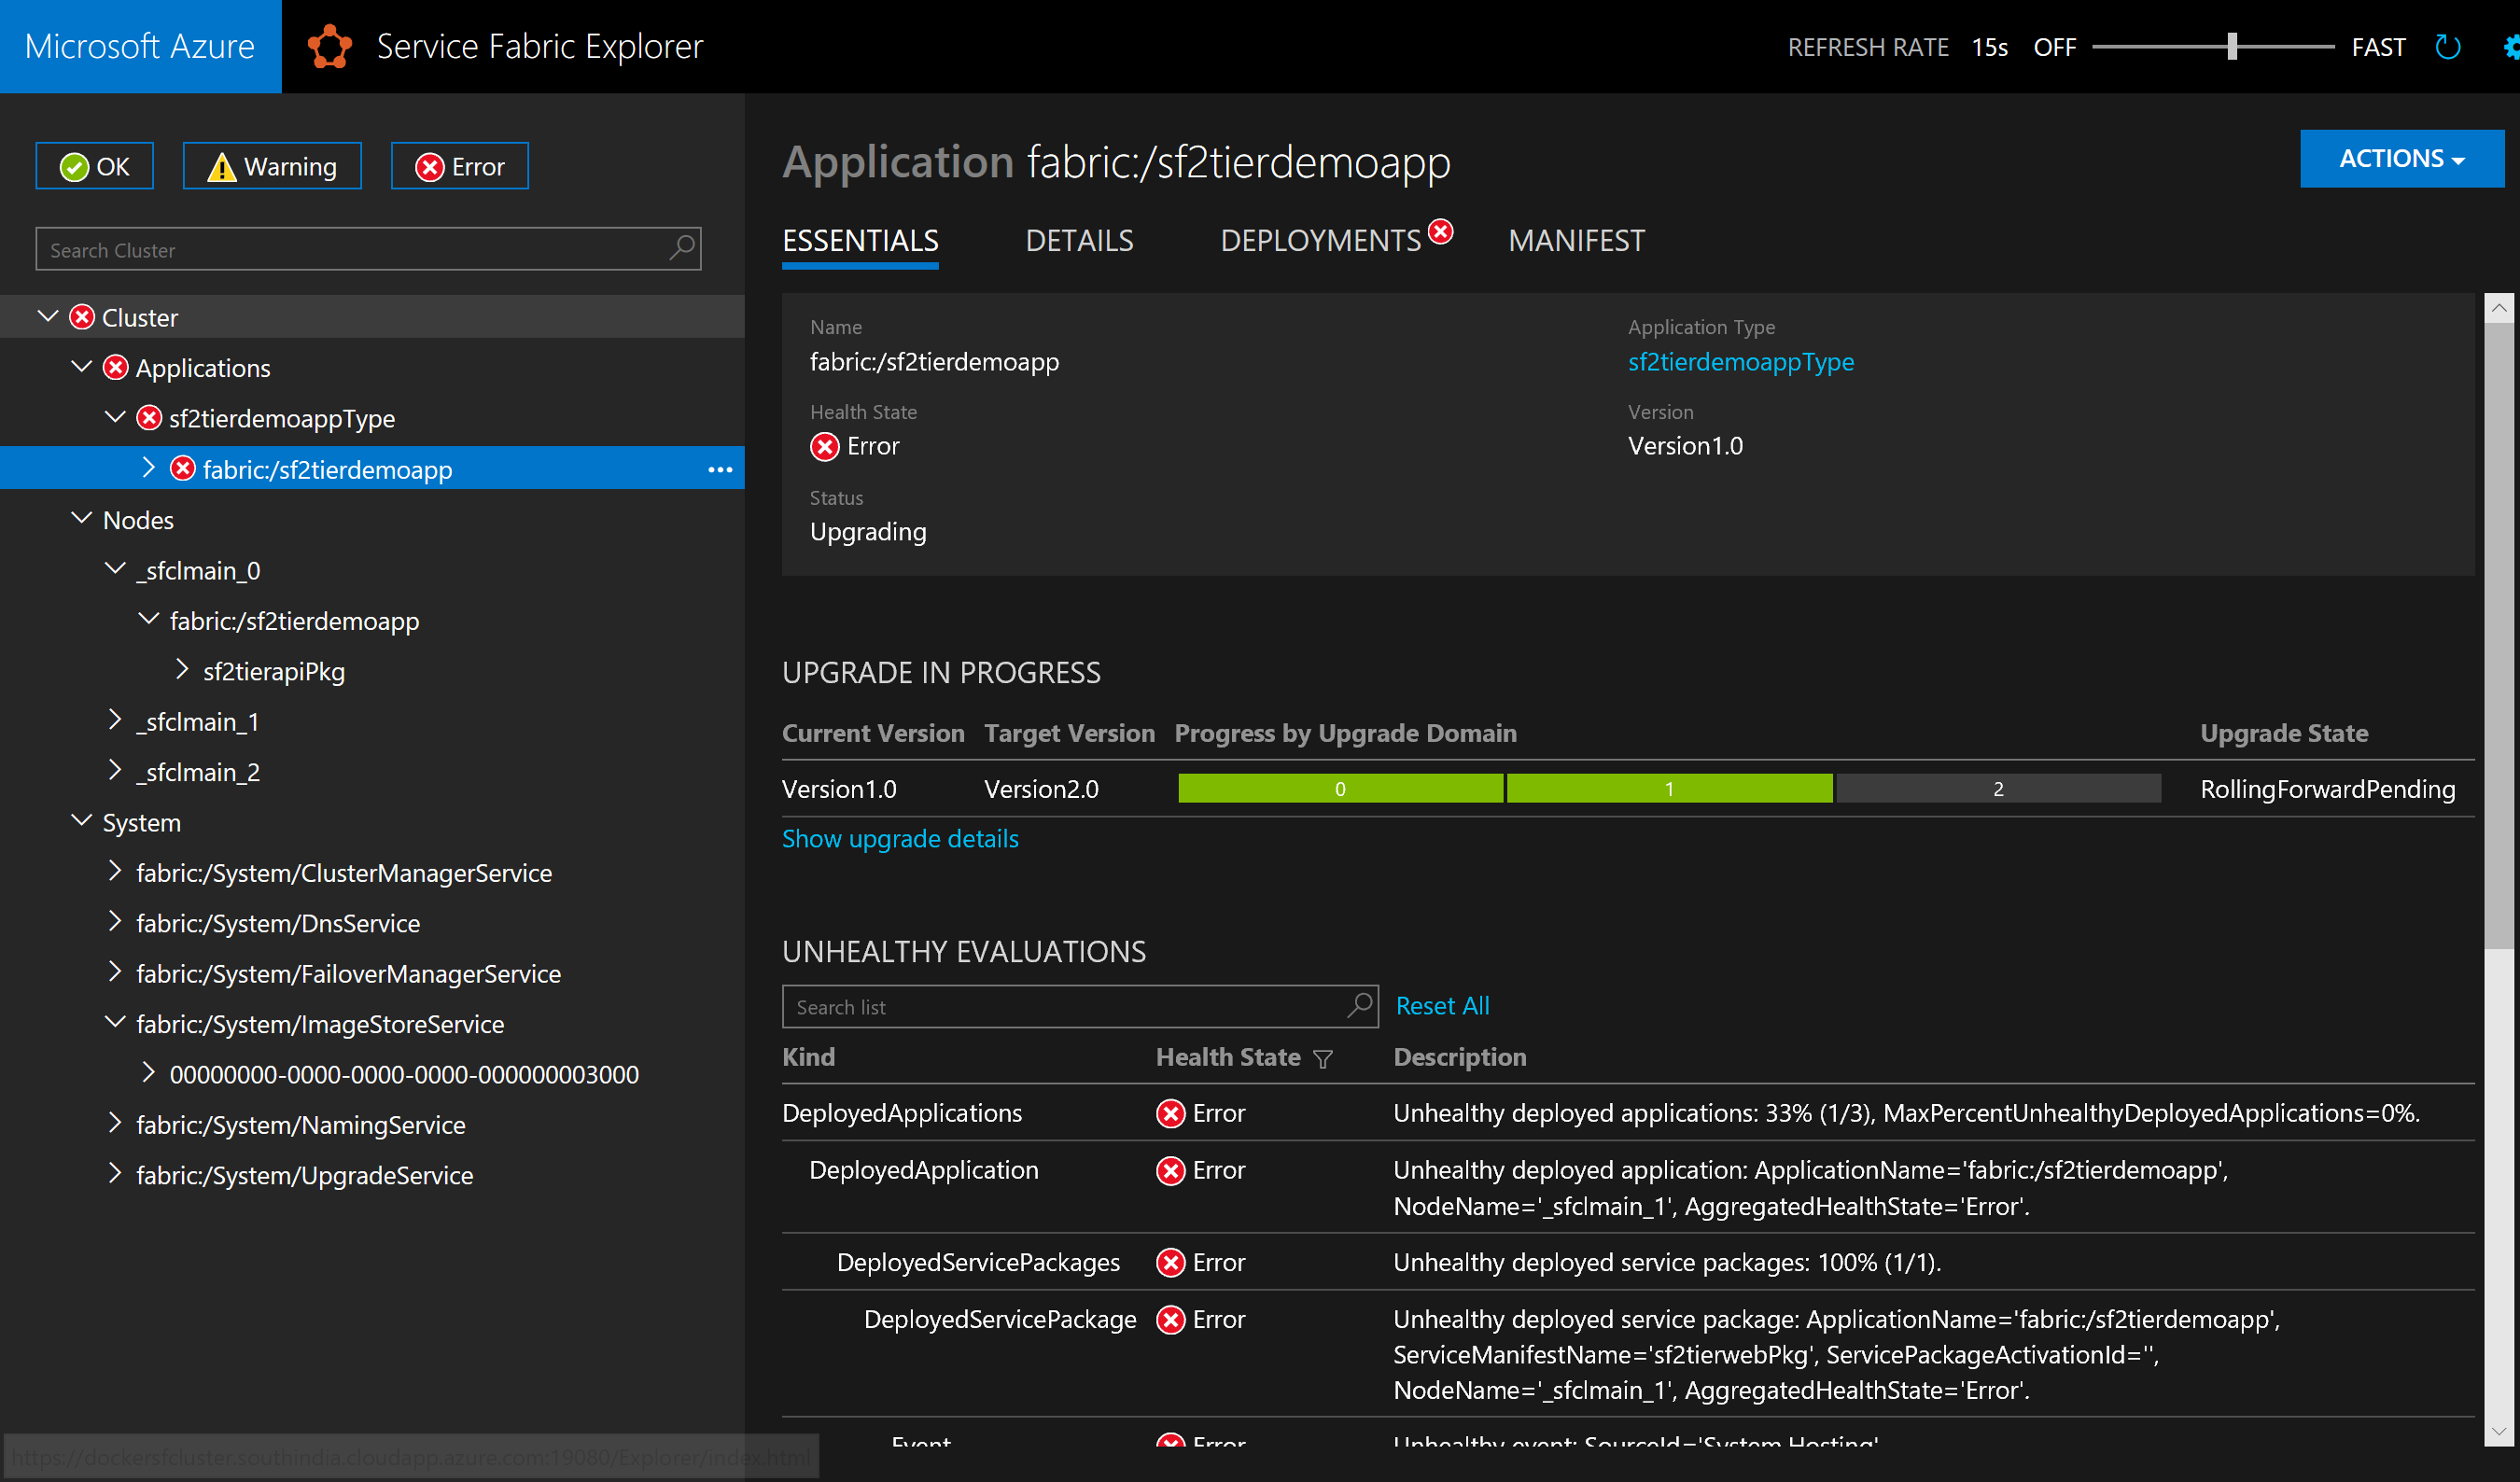 Microsoft Azure
Service Fabric Explorer
REFRESH RATE 15s OFF FAST
OK
Warning
Error
Search Cluster
Cluster
Applications
sf2tierdemoappType
fabric:/sf2tierdemoapp
Nodes
_sfclmain_0
fabric:/sf2tierdemoapp
sf2tierapiPkg
_sfclmain_1
_sfclmain_2
System
fabric:/System/ClusterManagerService
fabric:/System/DnsService
fabric:/System/FailoverManagerService
fabric:/System/ImageStoreService
00000000-0000-0000-0000-000000003000
fabric:/System/NamingService
fabric:/System/UpgradeService
https://dockersfcluster.southindia.cloudapp.azure.com:19080/Explorer/index.html
Application fabric:/sf2tierdemoapp
ACTIONS
ESSENTIALS DETAILS DEPLOYMENTS MANIFEST
Name
fabric:/sf2tierdemoapp
Application Type
sf2tierdemoappType
Health State
Error
Version
Version1.0
Status
Upgrading
UPGRADE IN PROGRESS
Current Version Target Version Progress by Upgrade Domain Upgrade State
Version1.0 Version2.0 0 1 2 RollingForwardPending
Show upgrade details
UNHEALTHY EVALUATIONS
Search list
Reset All
Kind Health State Description
DeployedApplications Error Unhealthy deployed applications: 33% (1/3), MaxPercentUnhealthyDeployedApplications=0%.
DeployedApplication Error Unhealthy deployed application: ApplicationName='fabric:/sf2tierdemoapp',
NodeName='_sfclmain_1', AggregatedHealthState='Error'.
DeployedServicePackages Error Unhealthy deployed service packages: 100% (1/1).
DeployedServicePackage Error Unhealthy deployed service package: ApplicationName='fabric:/sf2tierdemoapp',
ServiceManifestName='sf2tierwebPkg', ServicePackageActivationId='',
NodeName='_sfclmain_1', AggregatedHealthState='Error'.
Event Error Unhealthy event: SourceId='System.Hosting'